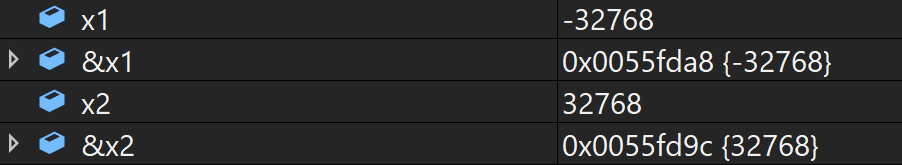 x1 -32768
&x1 0x0055fda8 {-32768}
x2 32768
&x2 0x0055fd9c {32768}